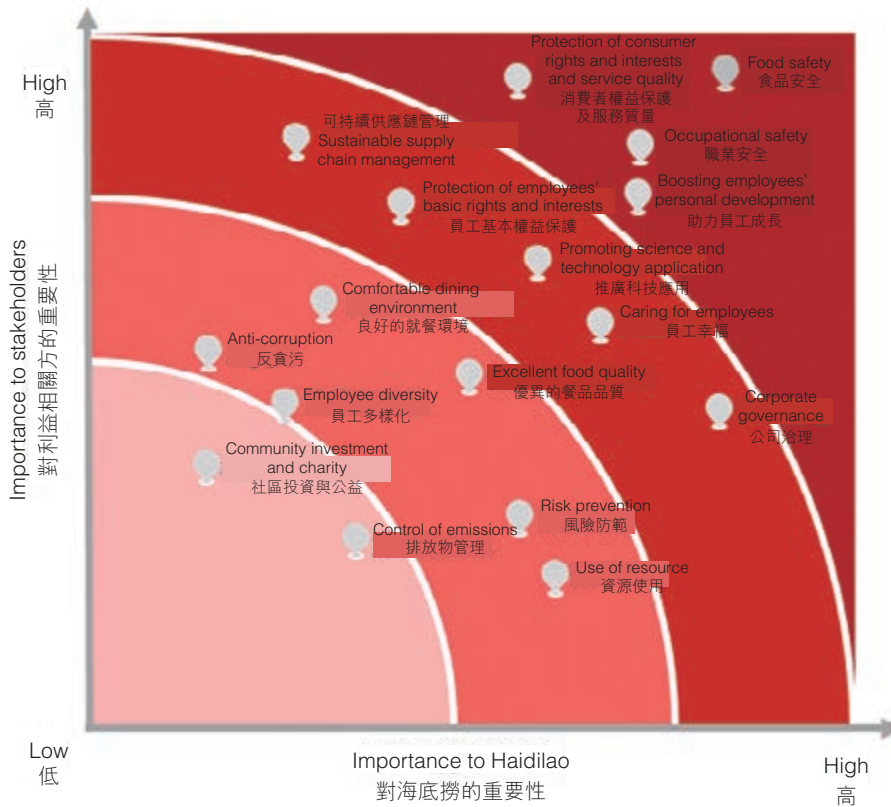 High
高
Importance to stakeholders
對利益相關方的重要性
Protection of consumer
rights and interests
and service quality
消費者權益保護
及服務質量
Food safety
食品安全
可持續供應鏈管理
Sustainable supply
chain management
Occupational safety
職業安全
Protection of employees'
basic rights and interests
員工基本權益保護
Boosting employees'
personal development
助力員工成長
Promoting science and
technology application
推廣科技應用
Comfortable dining
environment
良好的就餐環境
Caring for employees
員工幸福
Anti-corruption
反貪污
Excellent food quality
優異的餐品品質
Employee diversity
員工多樣化
Corporate
governance
公司治理
Community investment
and charity
社區投資與公益
Risk prevention
風險防範
Control of emissions
排放物管理
Use of resource
資源使用
Low
低
Importance to Haidilao
對海底撈的重要性
High
高